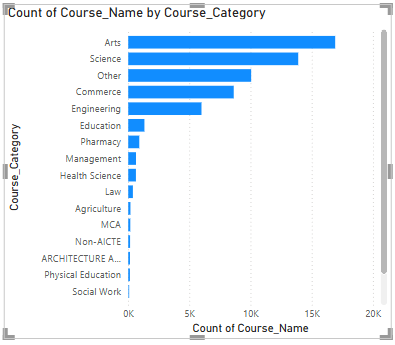 Count of Course_Name by Course_Category
Course_Category
Arts
Science
Other
Commerce
Engineering
Education
Pharmacy
Management
Health Science
Law
Agriculture
MCA
Non-AICTE
ARCHITECTURE A...
Physical Education
Social Work
0K 5K 10K 15K 20K
Count of Course_Name